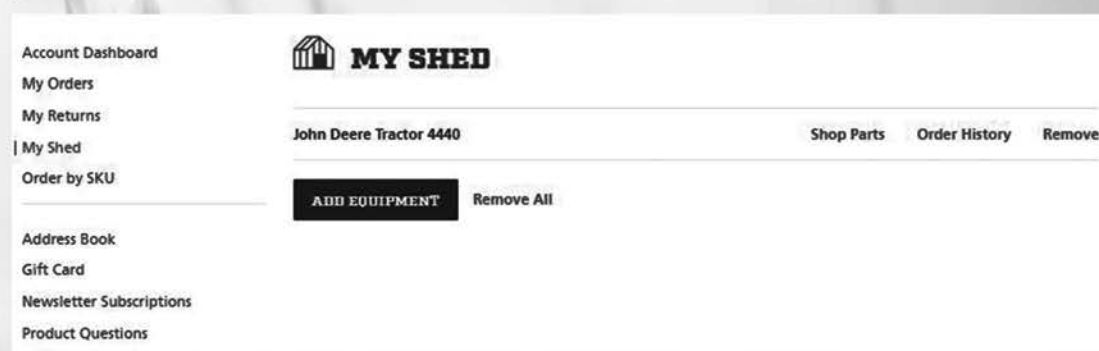 Account Dashboard
My Orders
My Returns
My Shed
Order by SKU
Address Book
Gift Card
Newsletter Subscriptions
Product Questions
MY SHED
John Deere Tractor 4440 Shop Parts Order History Remove
ADD EQUIPMENT Remove All